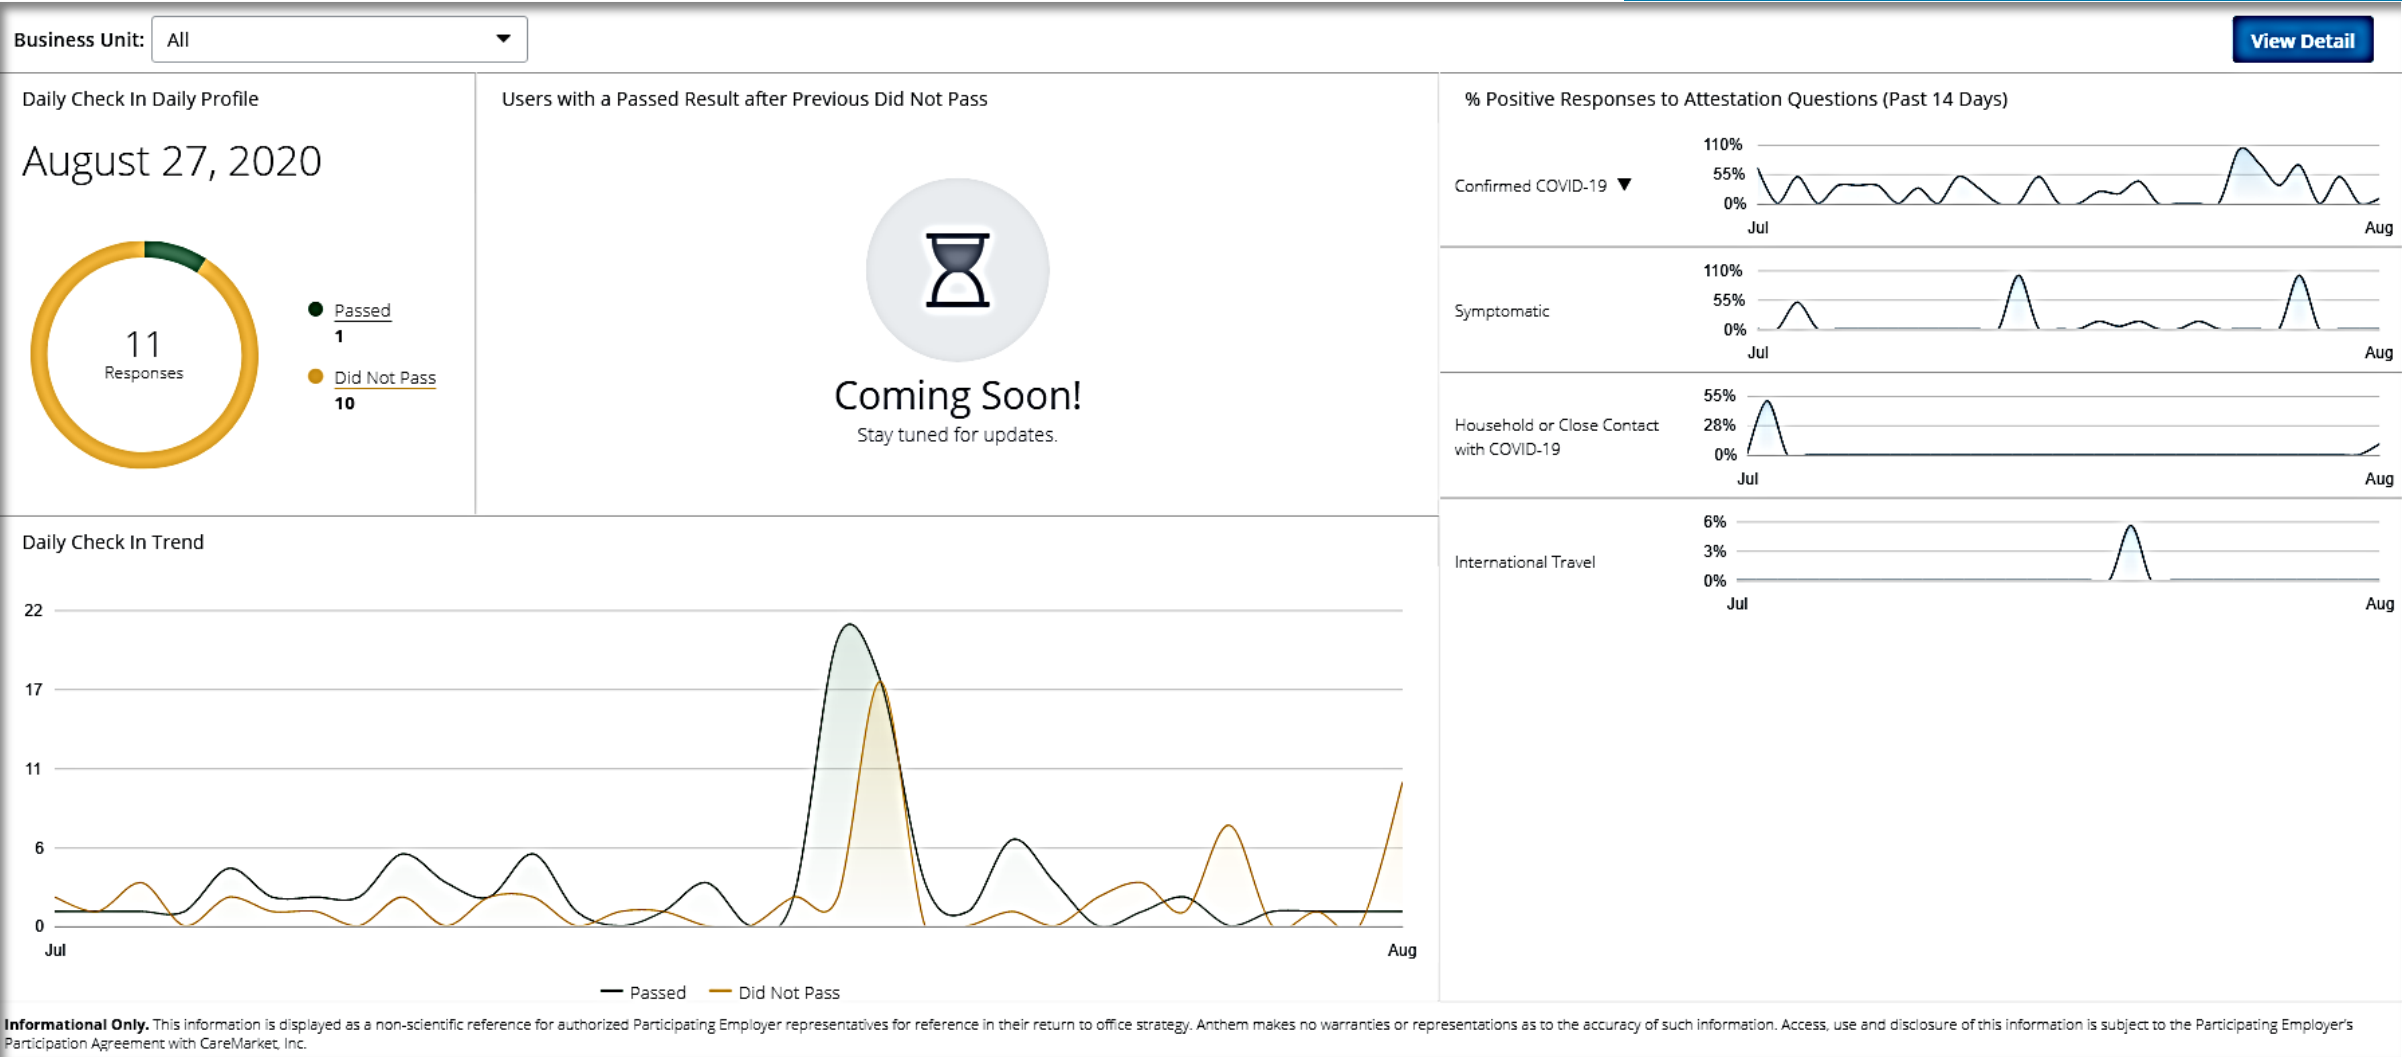 Business Unit: All
View Detail
Daily Check In Daily Profile
August 27, 2020
11
Responses
Passed
1
Did Not Pass
10
Users with a Passed Result after Previous Did Not Pass
Coming Soon!
Stay tuned for updates.
% Positive Responses to Attestation Questions (Past 14 Days)
Confirmed COVID-19
110%
55%
0%
Jul Aug
Symptomatic
110%
55%
0%
Jul Aug
Household or Close Contact
with COVID-19
55%
28%
0%
Jul Aug
International Travel
6%
3%
0%
Jul Aug
Daily Check In Trend
22
17
11
6
0
Jul Aug
Passed Did Not Pass
Informational Only. This information is displayed as a non-scientific reference for authorized Participating Employer representatives for reference in their return to office strategy. Anthem makes no warranties or representations as to the accuracy of such information. Access, use and disclosure of this information is subject to the Participating Employer's
Participation Agreement with CareMarket, Inc.